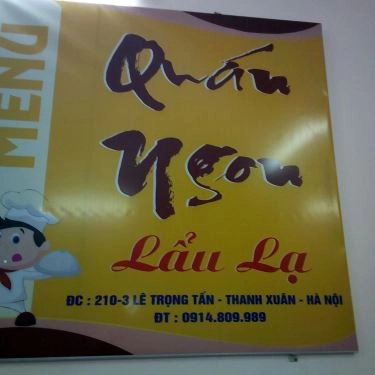 MENU
Quán
Ngon
Lẩu Lạ
ĐC : 210-3 LÊ TRỌNG TẤN - THANH XUÂN - HÀ NỘI
ĐT : 0914.809.989